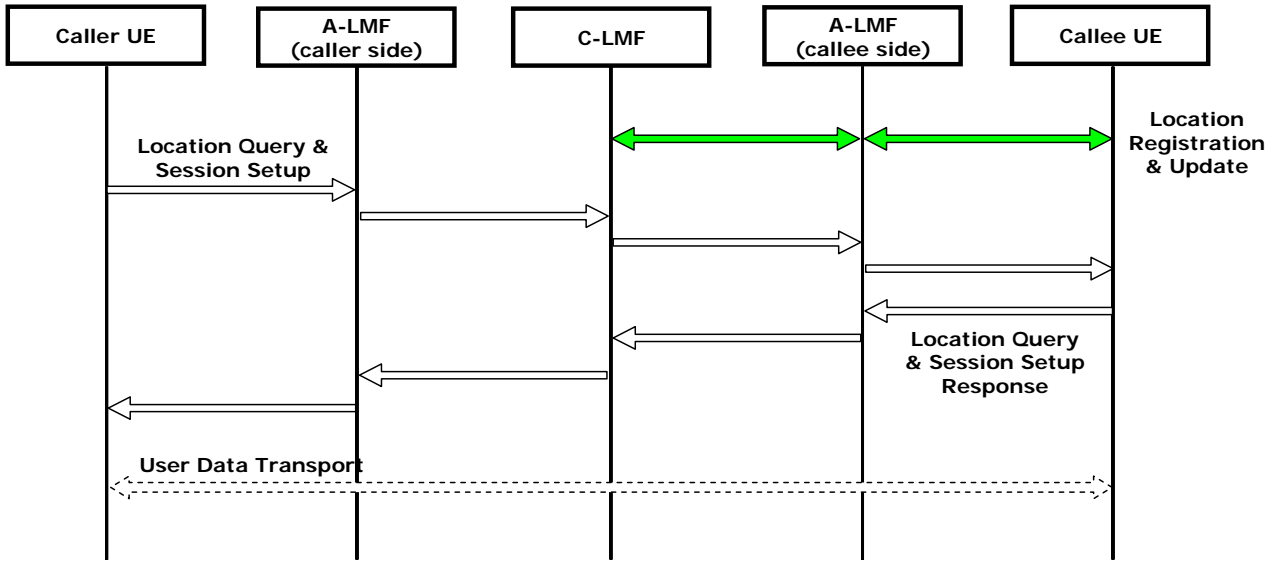 Caller UE
A-LMF
(caller side)
C-LMF
A-LMF
(callee side)
Callee UE
Location
Registration
& Update
Location Query &
Session Setup
Location Query
& Session Setup
Response
User Data Transport